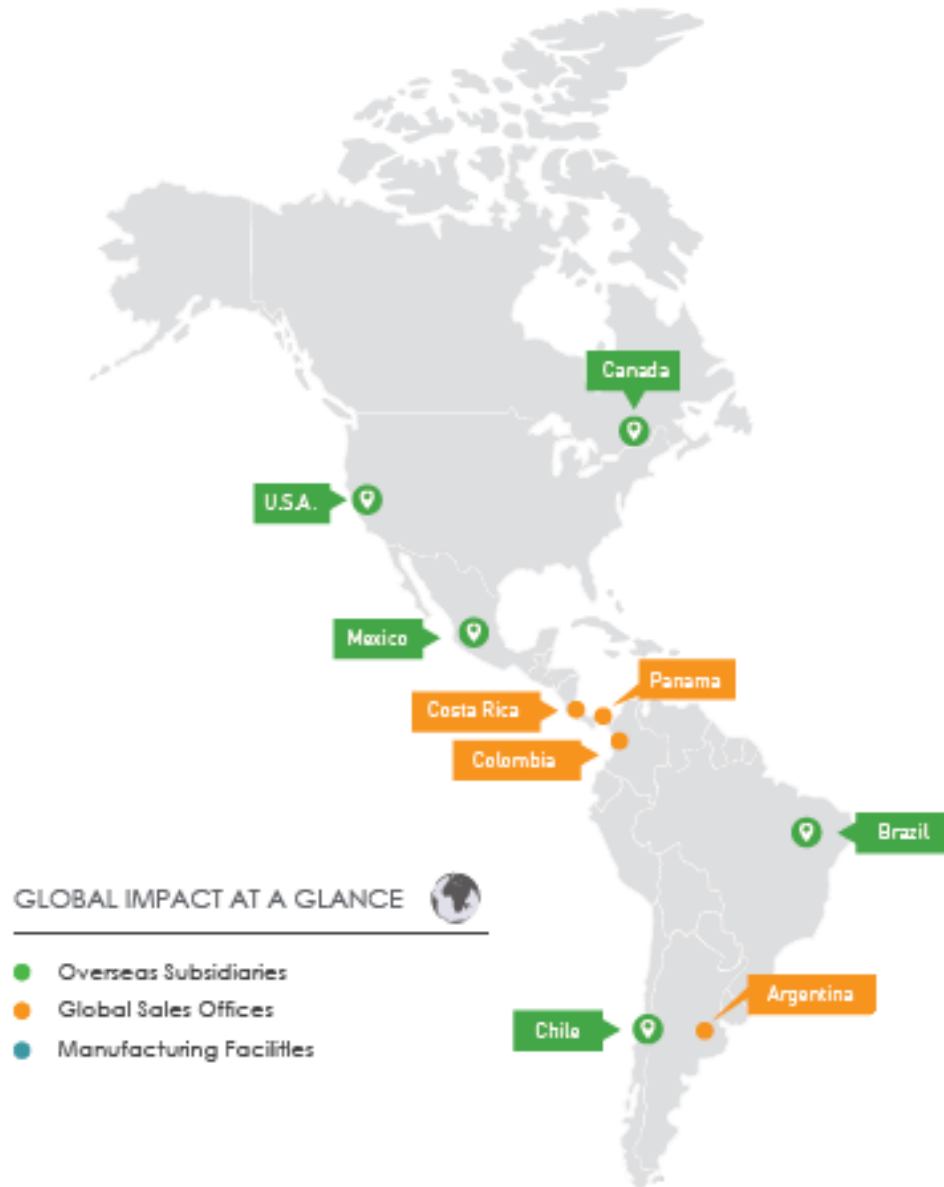 Canada
U.S.A.
Mexico
Panama
Costa Rica
Colombia
Brazil
GLOBAL IMPACT AT A GLANCE
Overseas Subsidiaries
Global Sales Offices
Manufacturing Facilities
Argentina
Chile